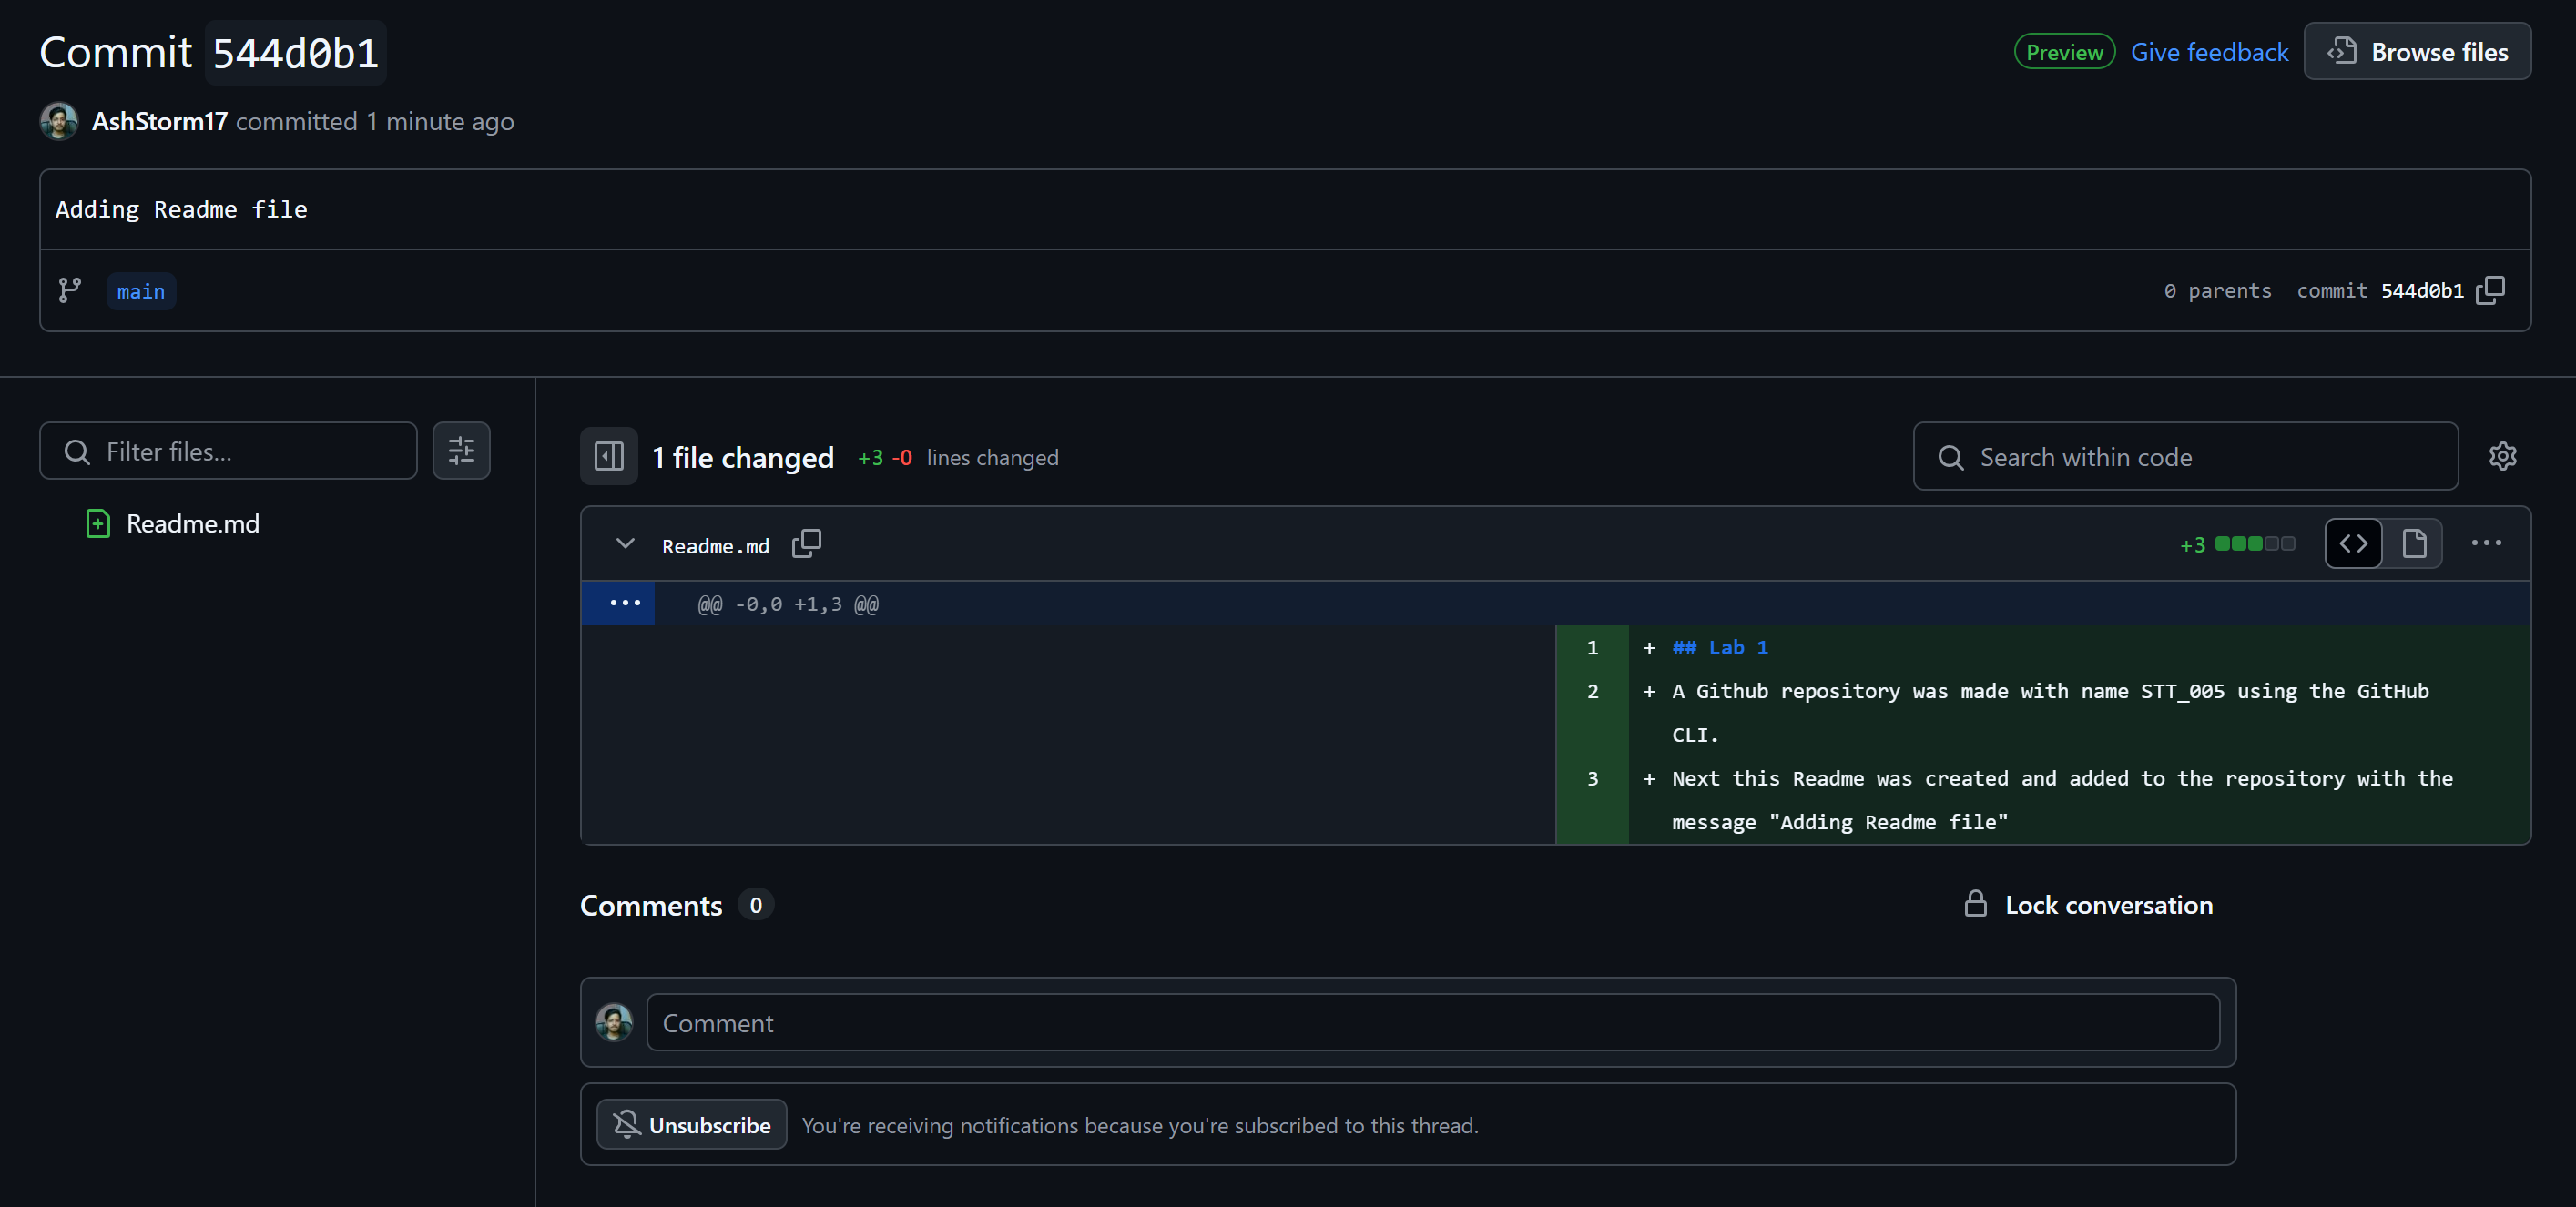 Commit 544d0b1
Preview Give feedback Browse files
AshStorm17 committed 1 minute ago
Adding Readme file
main
0 parents commit 544d0b1
Filter files...
Readme.md
1 file changed +3 -0 lines changed
Search within code
Readme.md
+3
@@ -0,0 +1,3 @@
1 + ## Lab 1
2 + A Github repository was made with name STT_005 using the GitHub
CLI.
3 + Next this Readme was created and added to the repository with the
message "Adding Readme file"
Comments 0
Lock conversation
Comment
Unsubscribe You're receiving notifications because you're subscribed to this thread.